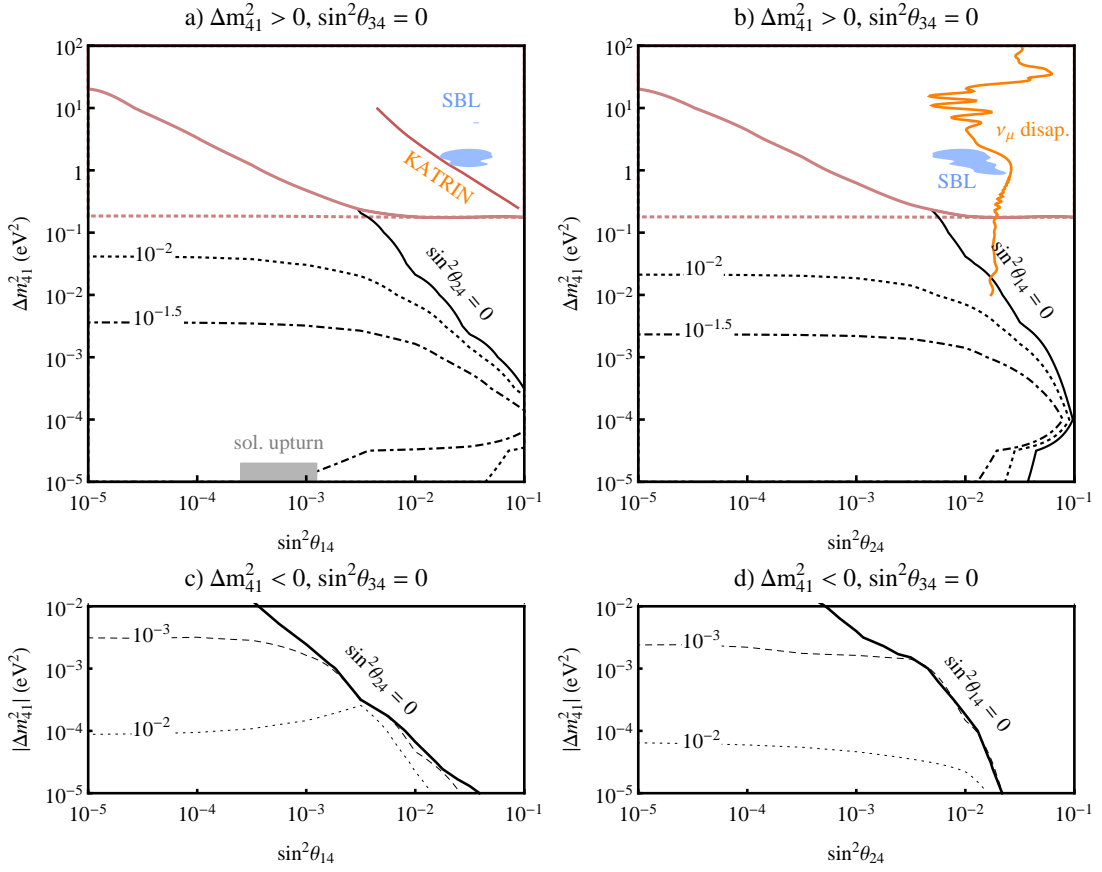 a) Δm²₄₁ > 0, sin²θ₃₄ = 0
10²
10¹
1
10⁻¹
10⁻²
10⁻³
10⁻⁴
10⁻⁵
Δm²₄₁ (eV²)
SBL
KATRIN
sin²θ₂₄ = 0
10⁻²
10⁻¹·⁵
sol. upturn
10⁻⁵
10⁻⁴
10⁻³
10⁻²
10⁻¹
sin²θ₁₄
b) Δm²₄₁ > 0, sin²θ₃₄ = 0
10²
10¹
1
10⁻¹
10⁻²
10⁻³
10⁻⁴
10⁻⁵
Δm²₄₁ (eV²)
ν_μ disap.
SBL
sin²θ₁₄ = 0
10⁻²
10⁻¹·⁵
10⁻⁵
10⁻⁴
10⁻³
10⁻²
10⁻¹
sin²θ₂₄
c) Δm²₄₁ < 0, sin²θ₃₄ = 0
10⁻²
10⁻³
10⁻⁴
10⁻⁵
|Δm²₄₁| (eV²)
10⁻³
sin²θ₂₄ = 0
10⁻²
10⁻⁵
10⁻⁴
10⁻³
10⁻²
10⁻¹
sin²θ₁₄
d) Δm²₄₁ < 0, sin²θ₃₄ = 0
10⁻²
10⁻³
10⁻⁴
10⁻⁵
|Δm²₄₁| (eV²)
10⁻³
sin²θ₁₄ = 0
10⁻²
10⁻⁵
10⁻⁴
10⁻³
10⁻²
10⁻¹
sin²θ₂₄